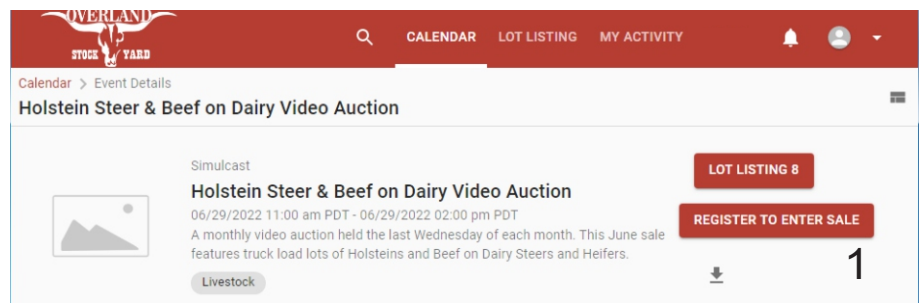 OVERLAND
STOCK YARD
CALENDAR LOT LISTING MY ACTIVITY
Calendar > Event Details
Holstein Steer & Beef on Dairy Video Auction
Simulcast
LOT LISTING 8
Holstein Steer & Beef on Dairy Video Auction
06/29/2022 11:00 am PDT - 06/29/2022 02:00 pm PDT
REGISTER TO ENTER SALE
A monthly video auction held the last Wednesday of each month. This June sale
features truck load lots of Holsteins and Beef on Dairy Steers and Heifers.
1
Livestock